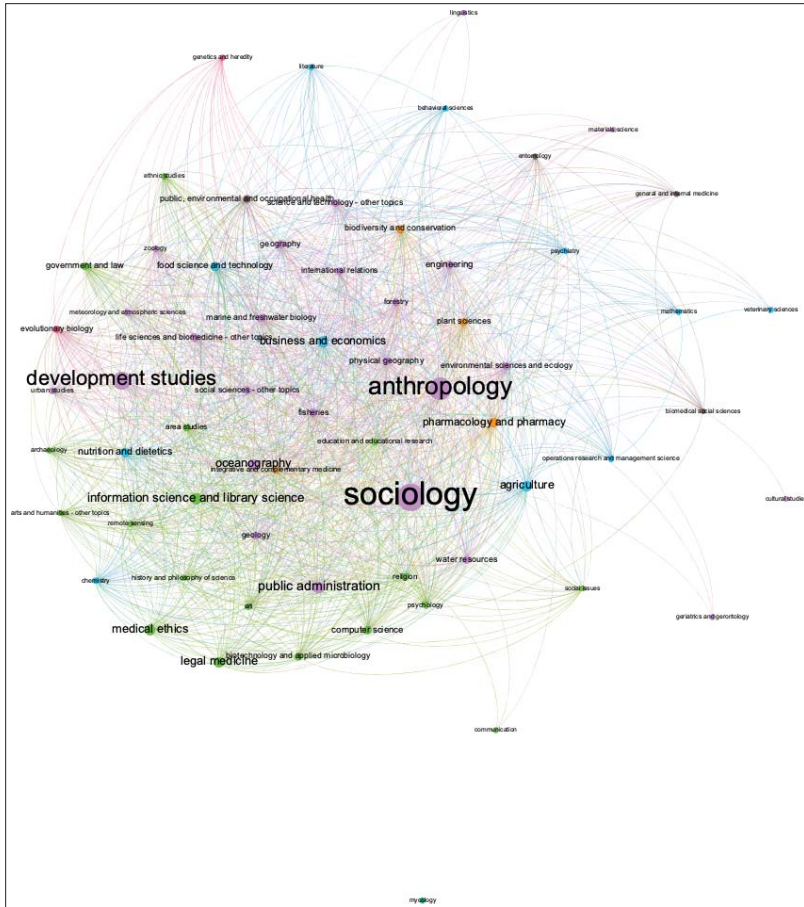 linguistics
genetics and heredity
literature
behavioral sciences
materials science
entomology
ethnic studies
general and internal medicine
public, environmental and occupational health
science and technology - other topics
biodiversity and conservation
zoology
geography
psychiatry
government and law
food science and technology
international relations
engineering
forestry
meteorology and atmospheric sciences
mathematics
veterinary sciences
marine and freshwater biology
plant sciences
evolutionary biology
life sciences and biomedicine - other topics
business and economics
physical geography
environmental sciences and ecology
development studies
anthropology
urban studies
social sciences - other topics
fisheries
biomedical social sciences
pharmacology and pharmacy
area studies
education and educational research
archaeology
nutrition and dietetics
operations research and management science
oceanography
integrative and complementary medicine
agriculture
sociology
information science and library science
cultural studies
arts and humanities - other topics
remote sensing
geology
water resources
chemistry
history and philosophy of science
religion
public administration
social issues
art
psychology
geriatrics and gerontology
medical ethics
computer science
biotechnology and applied microbiology
legal medicine
communication
mycology